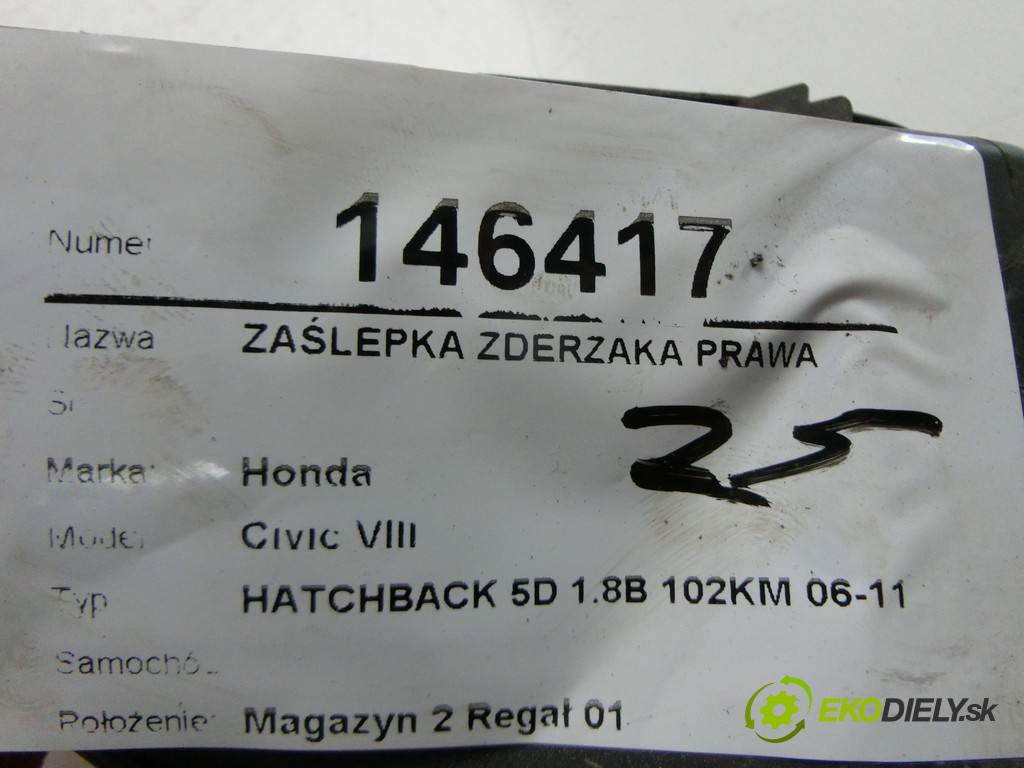 Numer 146417
Nazwa ZAŚLEPKA ZDERZAKA PRAWA
25
Marka: Honda
Model Civic VIII
Typ HATCHBACK 5D 1.8B 102KM 06-11
Samochó
Położenie: Magazyn 2 Regał 01
EKODIELY.sk